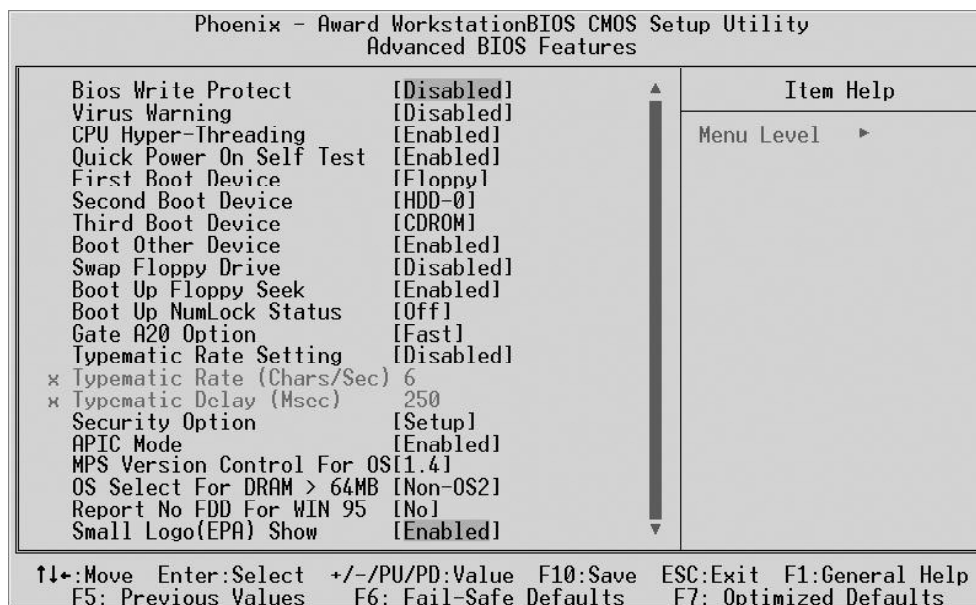 Phoenix - Award WorkstationBIOS CMOS Setup Utility
Advanced BIOS Features
Bios Write Protect [Disabled]
Virus Warning [Disabled]
CPU Hyper-Threading [Enabled]
Quick Power On Self Test [Enabled]
First Boot Device [Floppy]
Second Boot Device [HDD-0]
Third Boot Device [CDROM]
Boot Other Device [Enabled]
Swap Floppy Drive [Disabled]
Boot Up Floppy Seek [Enabled]
Boot Up NumLock Status [Off]
Gate A20 Option [Fast]
Typematic Rate Setting [Disabled]
x Typematic Rate (Chars/Sec) 6
x Typematic Delay (Msec) 250
Security Option [Setup]
APIC Mode [Enabled]
MPS Version Control For OS[1.4]
OS Select For DRAM > 64MB [Non-OS2]
Report No FDD For WIN 95 [No]
Small Logo(EPA) Show [Enabled]
Item Help
Menu Level ►
↑↓←:Move Enter:Select +/-/PU/PD:Value F10:Save ESC:Exit F1:General Help
F5: Previous Values F6: Fail-Safe Defaults F7: Optimized Defaults